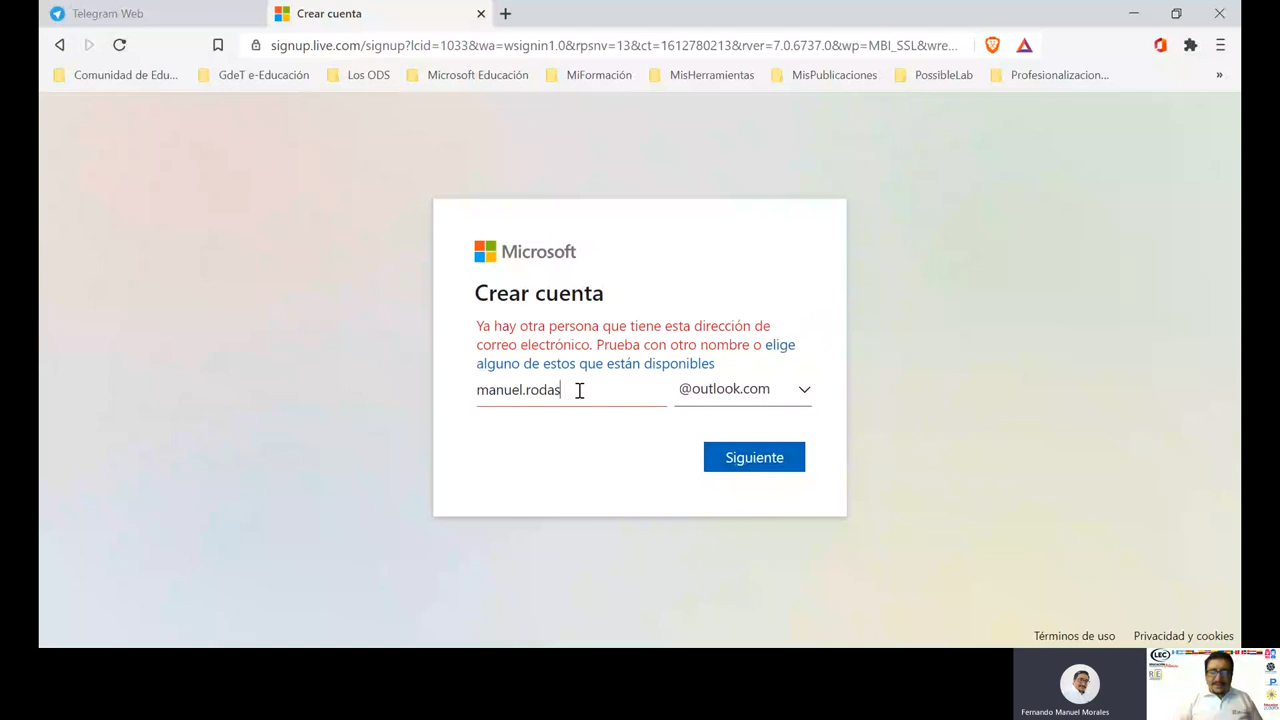 Telegram Web
Crear cuenta
signup.live.com/signup?lcid=1033&wa=wsignin1.0&rpsnv=13&ct=1612780213&rver=7.0.6737.0&wp=MBI_SSL&wre...
Comunidad de Edu... GdeT e-Educación Los ODS Microsoft Educación MiFormación MisHerramientas MisPublicaciones PossibleLab Profesionalizacion... »
Microsoft
Crear cuenta
Ya hay otra persona que tiene esta dirección de
correo electrónico. Prueba con otro nombre o elige
alguno de estos que están disponibles
manuel.rodas @outlook.com
Siguiente
Términos de uso Privacidad y cookies
LEC
Fernando Manuel Morales